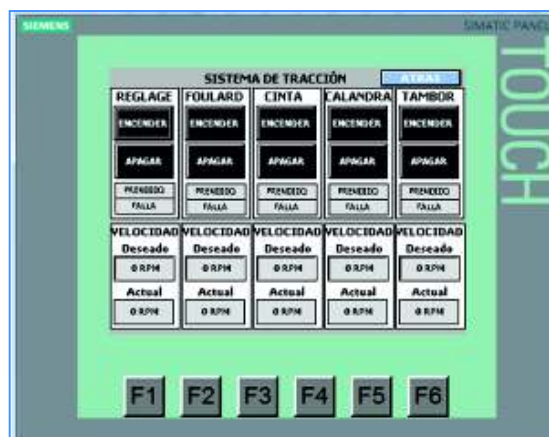 SIEMENS
SIMATIC PANEL
TOUCH
SISTEMA DE TRACCIÓN ATRAS
REGLAGE FOULARD CINTA CALANDRA TAMBOR
ENCENDER ENCENDER ENCENDER ENCENDER ENCENDER
APAGAR APAGAR APAGAR APAGAR APAGAR
PRENDIDO PRENDIDO PRENDIDO PRENDIDO PRENDIDO
FALLA FALLA FALLA FALLA FALLA
VELOCIDAD VELOCIDAD VELOCIDAD VELOCIDAD VELOCIDAD
Deseado Deseado Deseado Deseado Deseado
0 RPM 0 RPM 0 RPM 0 RPM 0 RPM
Actual Actual Actual Actual Actual
0 RPM 0 RPM 0 RPM 0 RPM 0 RPM
F1 F2 F3 F4 F5 F6